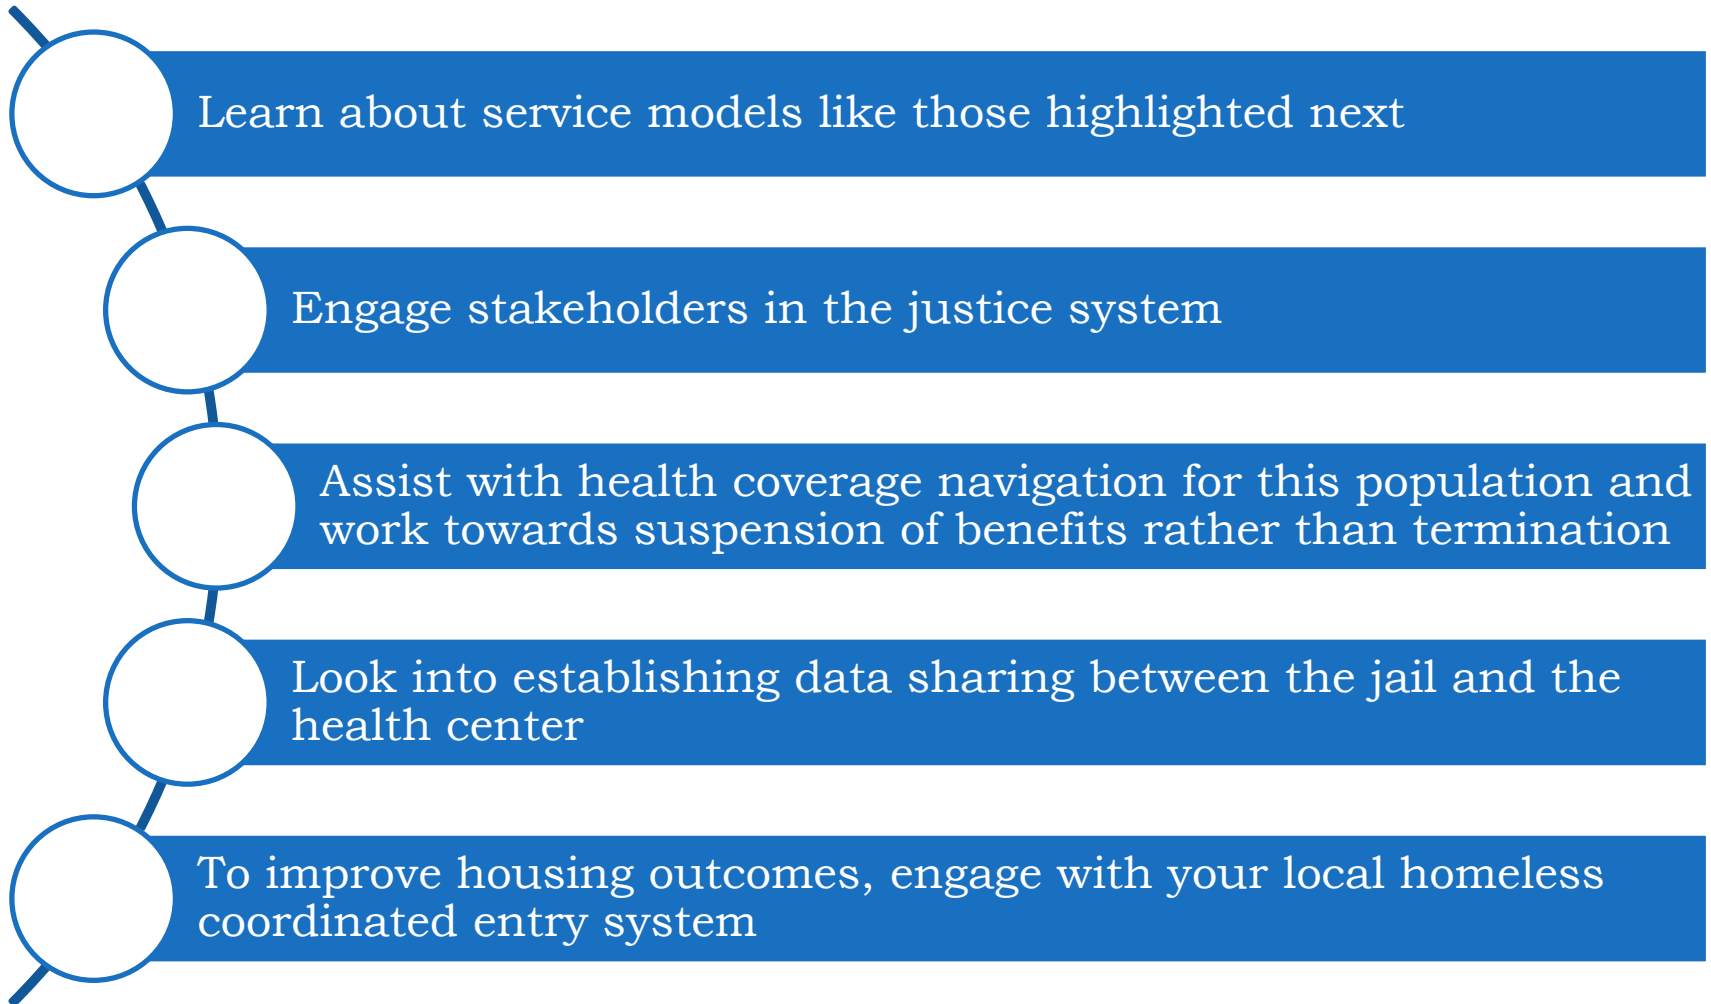 Learn about service models like those highlighted next
Engage stakeholders in the justice system
Assist with health coverage navigation for this population and
work towards suspension of benefits rather than termination
Look into establishing data sharing between the jail and the
health center
To improve housing outcomes, engage with your local homeless
coordinated entry system